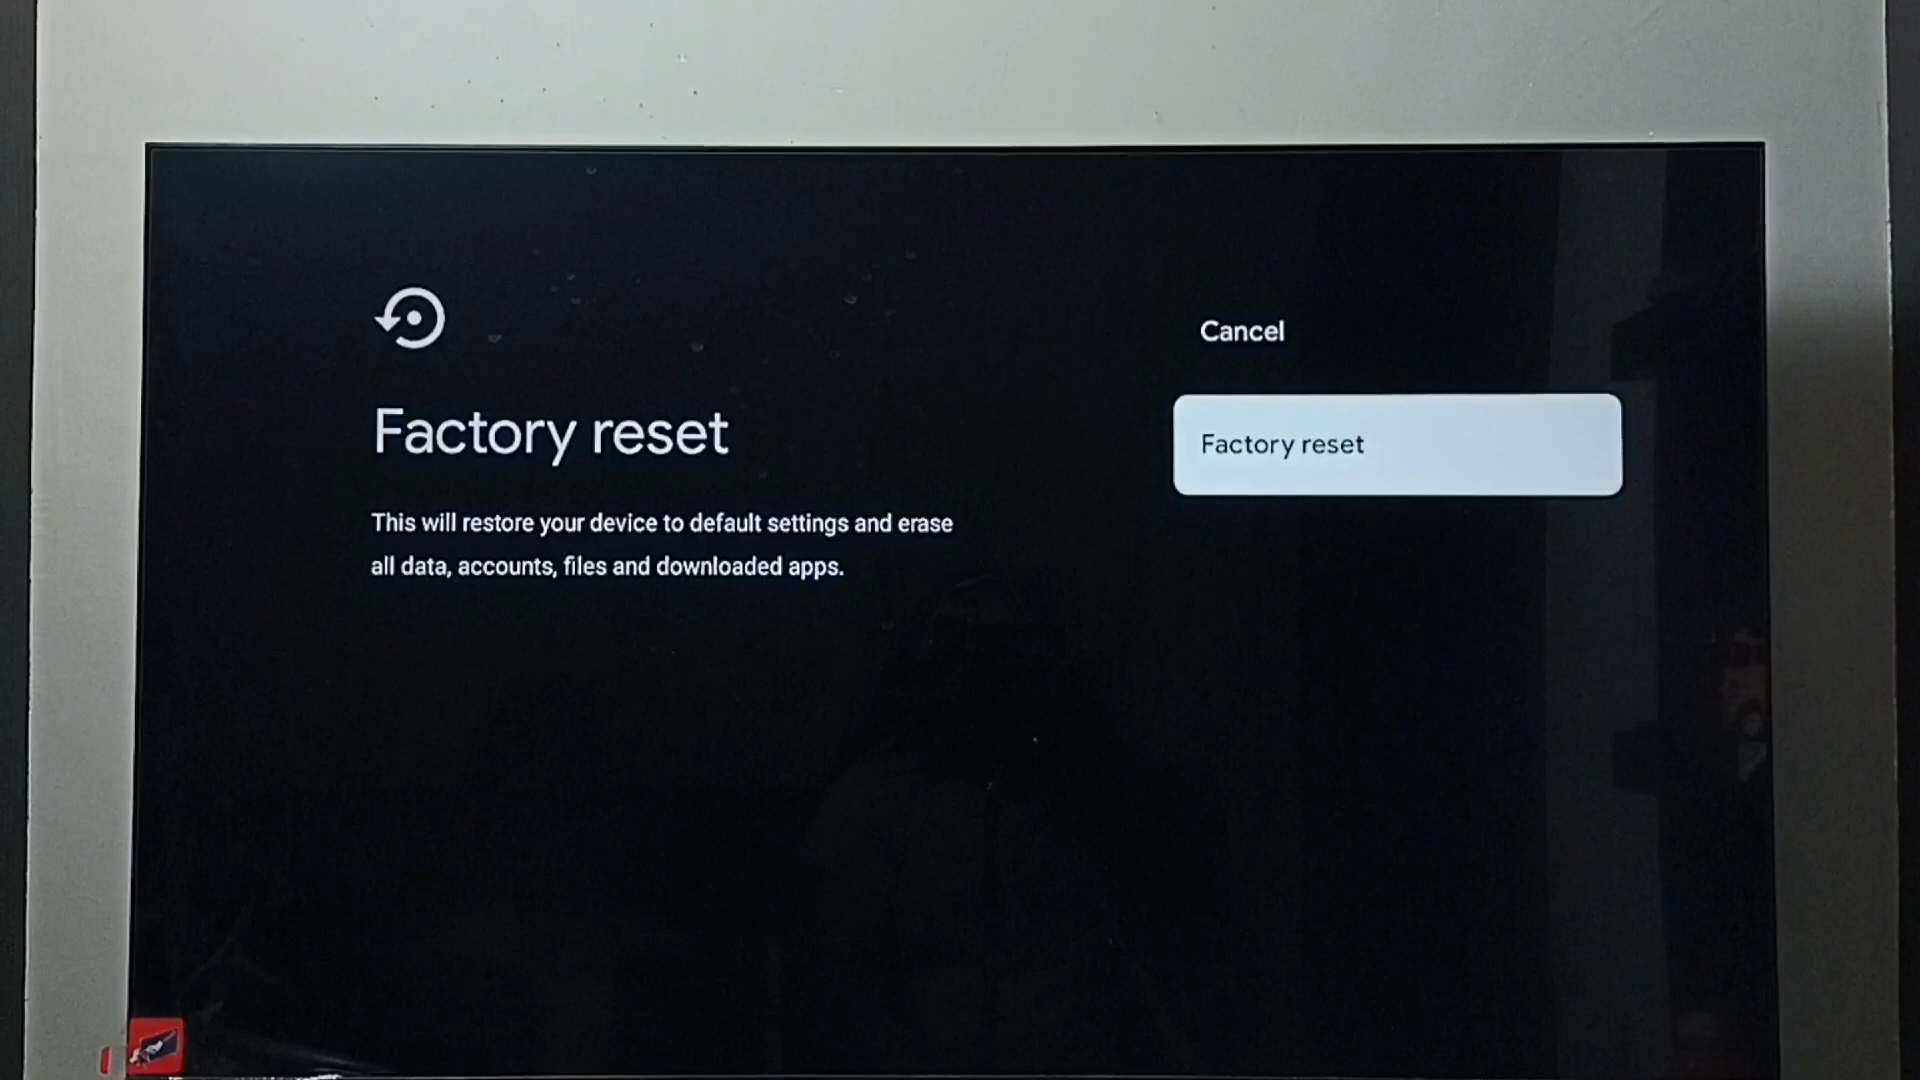 Factory reset
This will restore your device to default settings and erase
all data, accounts, files and downloaded apps.
Cancel
Factory reset